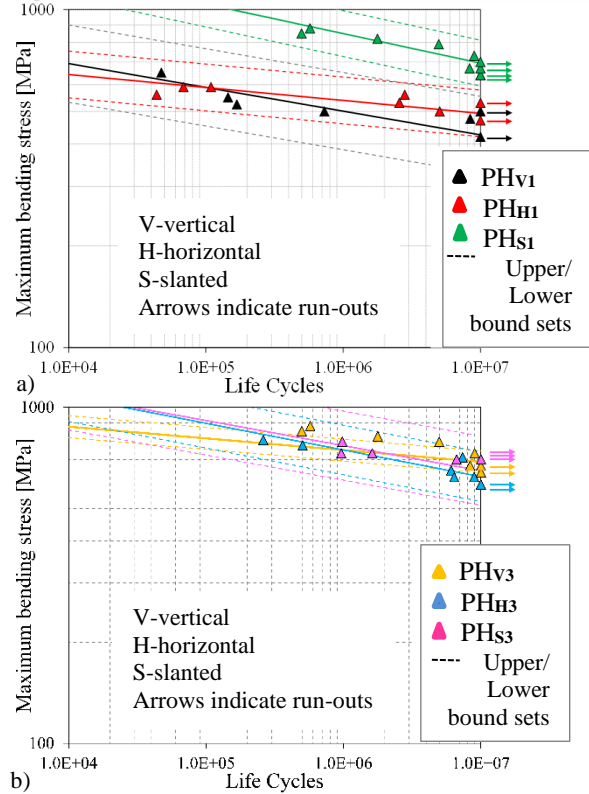 1000
900
Maximum bending stress [MPa]
PHV1
PHH1
PHS1
Upper/
Lower
bound sets
V-vertical
H-horizontal
S-slanted
Arrows indicate run-outs
100
1.0E+04
1.0E+05
1.0E+06
1.0E+07
a)
Life Cycles
1000
Maximum bending stress [MPa]
PHV3
PHH3
PHS3
Upper/
Lower
bound sets
V-vertical
H-horizontal
S-slanted
Arrows indicate run-outs
100
1.0E+04
1.0E+05
1.0E+06
1.0E-07
b)
Life Cycles